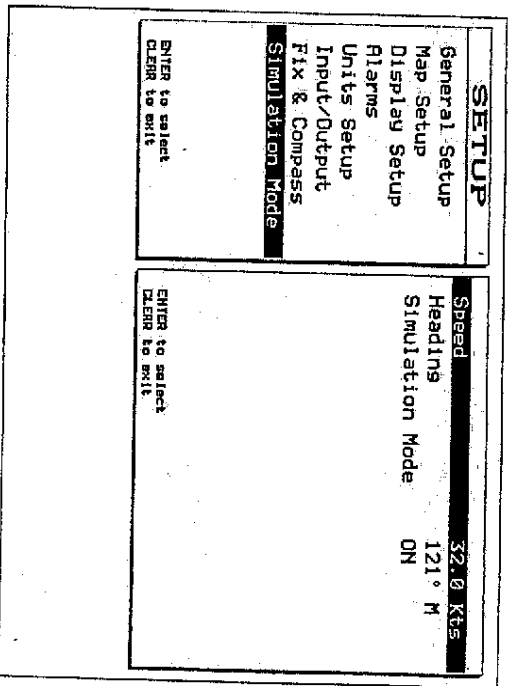 SETUP
General Setup
Map Setup
Display Setup
Alarms
Units Setup
Input/Output
Fix & Compass
Simulation Mode
ENTER to select
CLEAR to exit
Speed 32.0 Kts
Heading 121° M
Simulation Mode ON
ENTER to select
CLEAR to exit